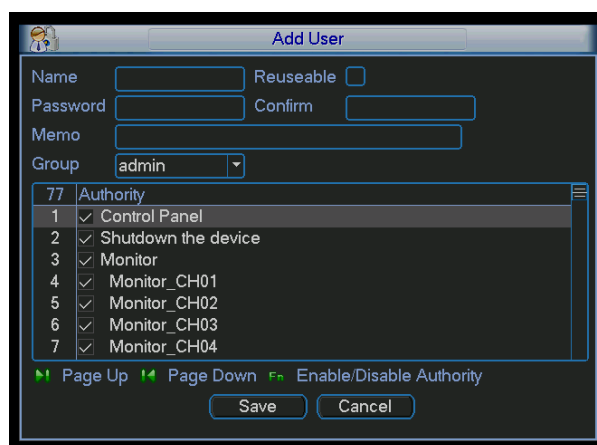 Add User
Name Reuseable
Password Confirm
Memo
Group admin
77 Authority
1 Control Panel
2 Shutdown the device
3 Monitor
4 Monitor_CH01
5 Monitor_CH02
6 Monitor_CH03
7 Monitor_CH04
Page Up Page Down Fn Enable/Disable Authority
Save Cancel